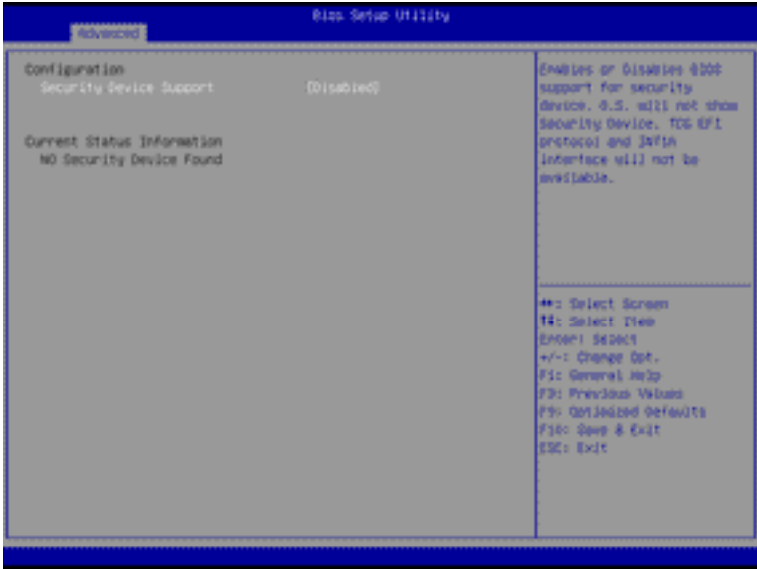 Bios Setup Utility
Advanced
Configuration
Security Device Support [Disabled]
Current Status Information
NO Security Device Found
Enables or Disables BIOS
support for security
device. O.S. will not show
Security Device. TCG EFI
protocol and INT1A
interface will not be
available.
: Select Screen
: Select Item
Enter: Select
+/-: Change Opt.
F1: General Help
F3: Previous Values
F9: Optimized Defaults
F10: Save & Exit
ESC: Exit